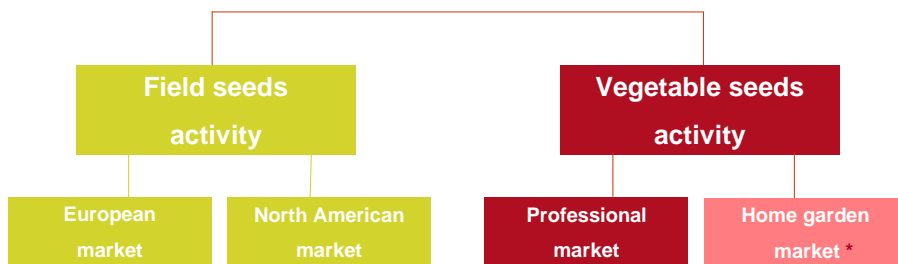 Field seeds
activity
Vegetable seeds
activity
European
market
North American
market
Professional
market
Home garden
market *